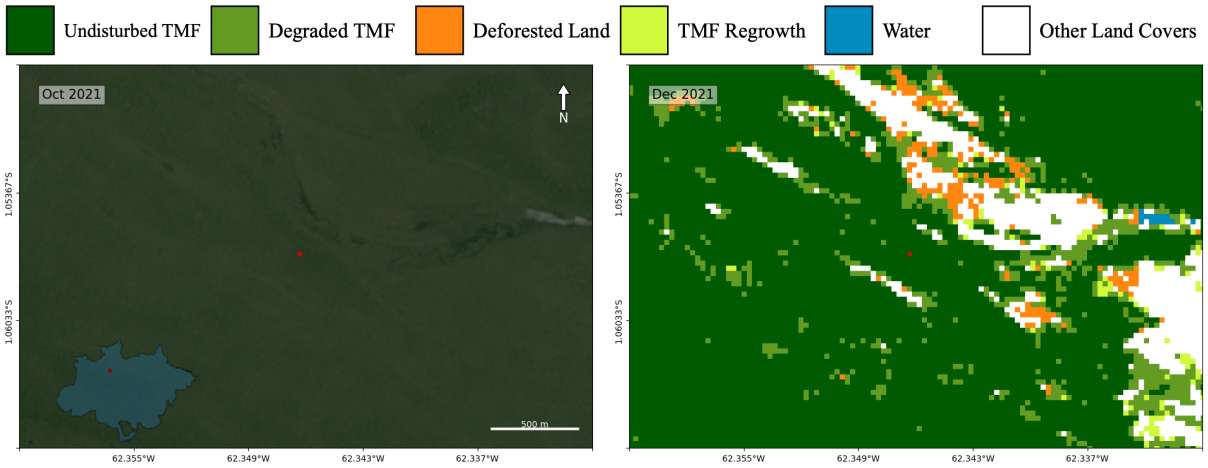 Undisturbed TMF Degraded TMF Deforested Land TMF Regrowth Water Other Land Covers
Oct 2021
N
500 m
1.05367°S
1.06033°S
62.355°W 62.349°W 62.343°W 62.337°W
Dec 2021
1.05367°S
1.06033°S
62.355°W 62.349°W 62.343°W 62.337°W